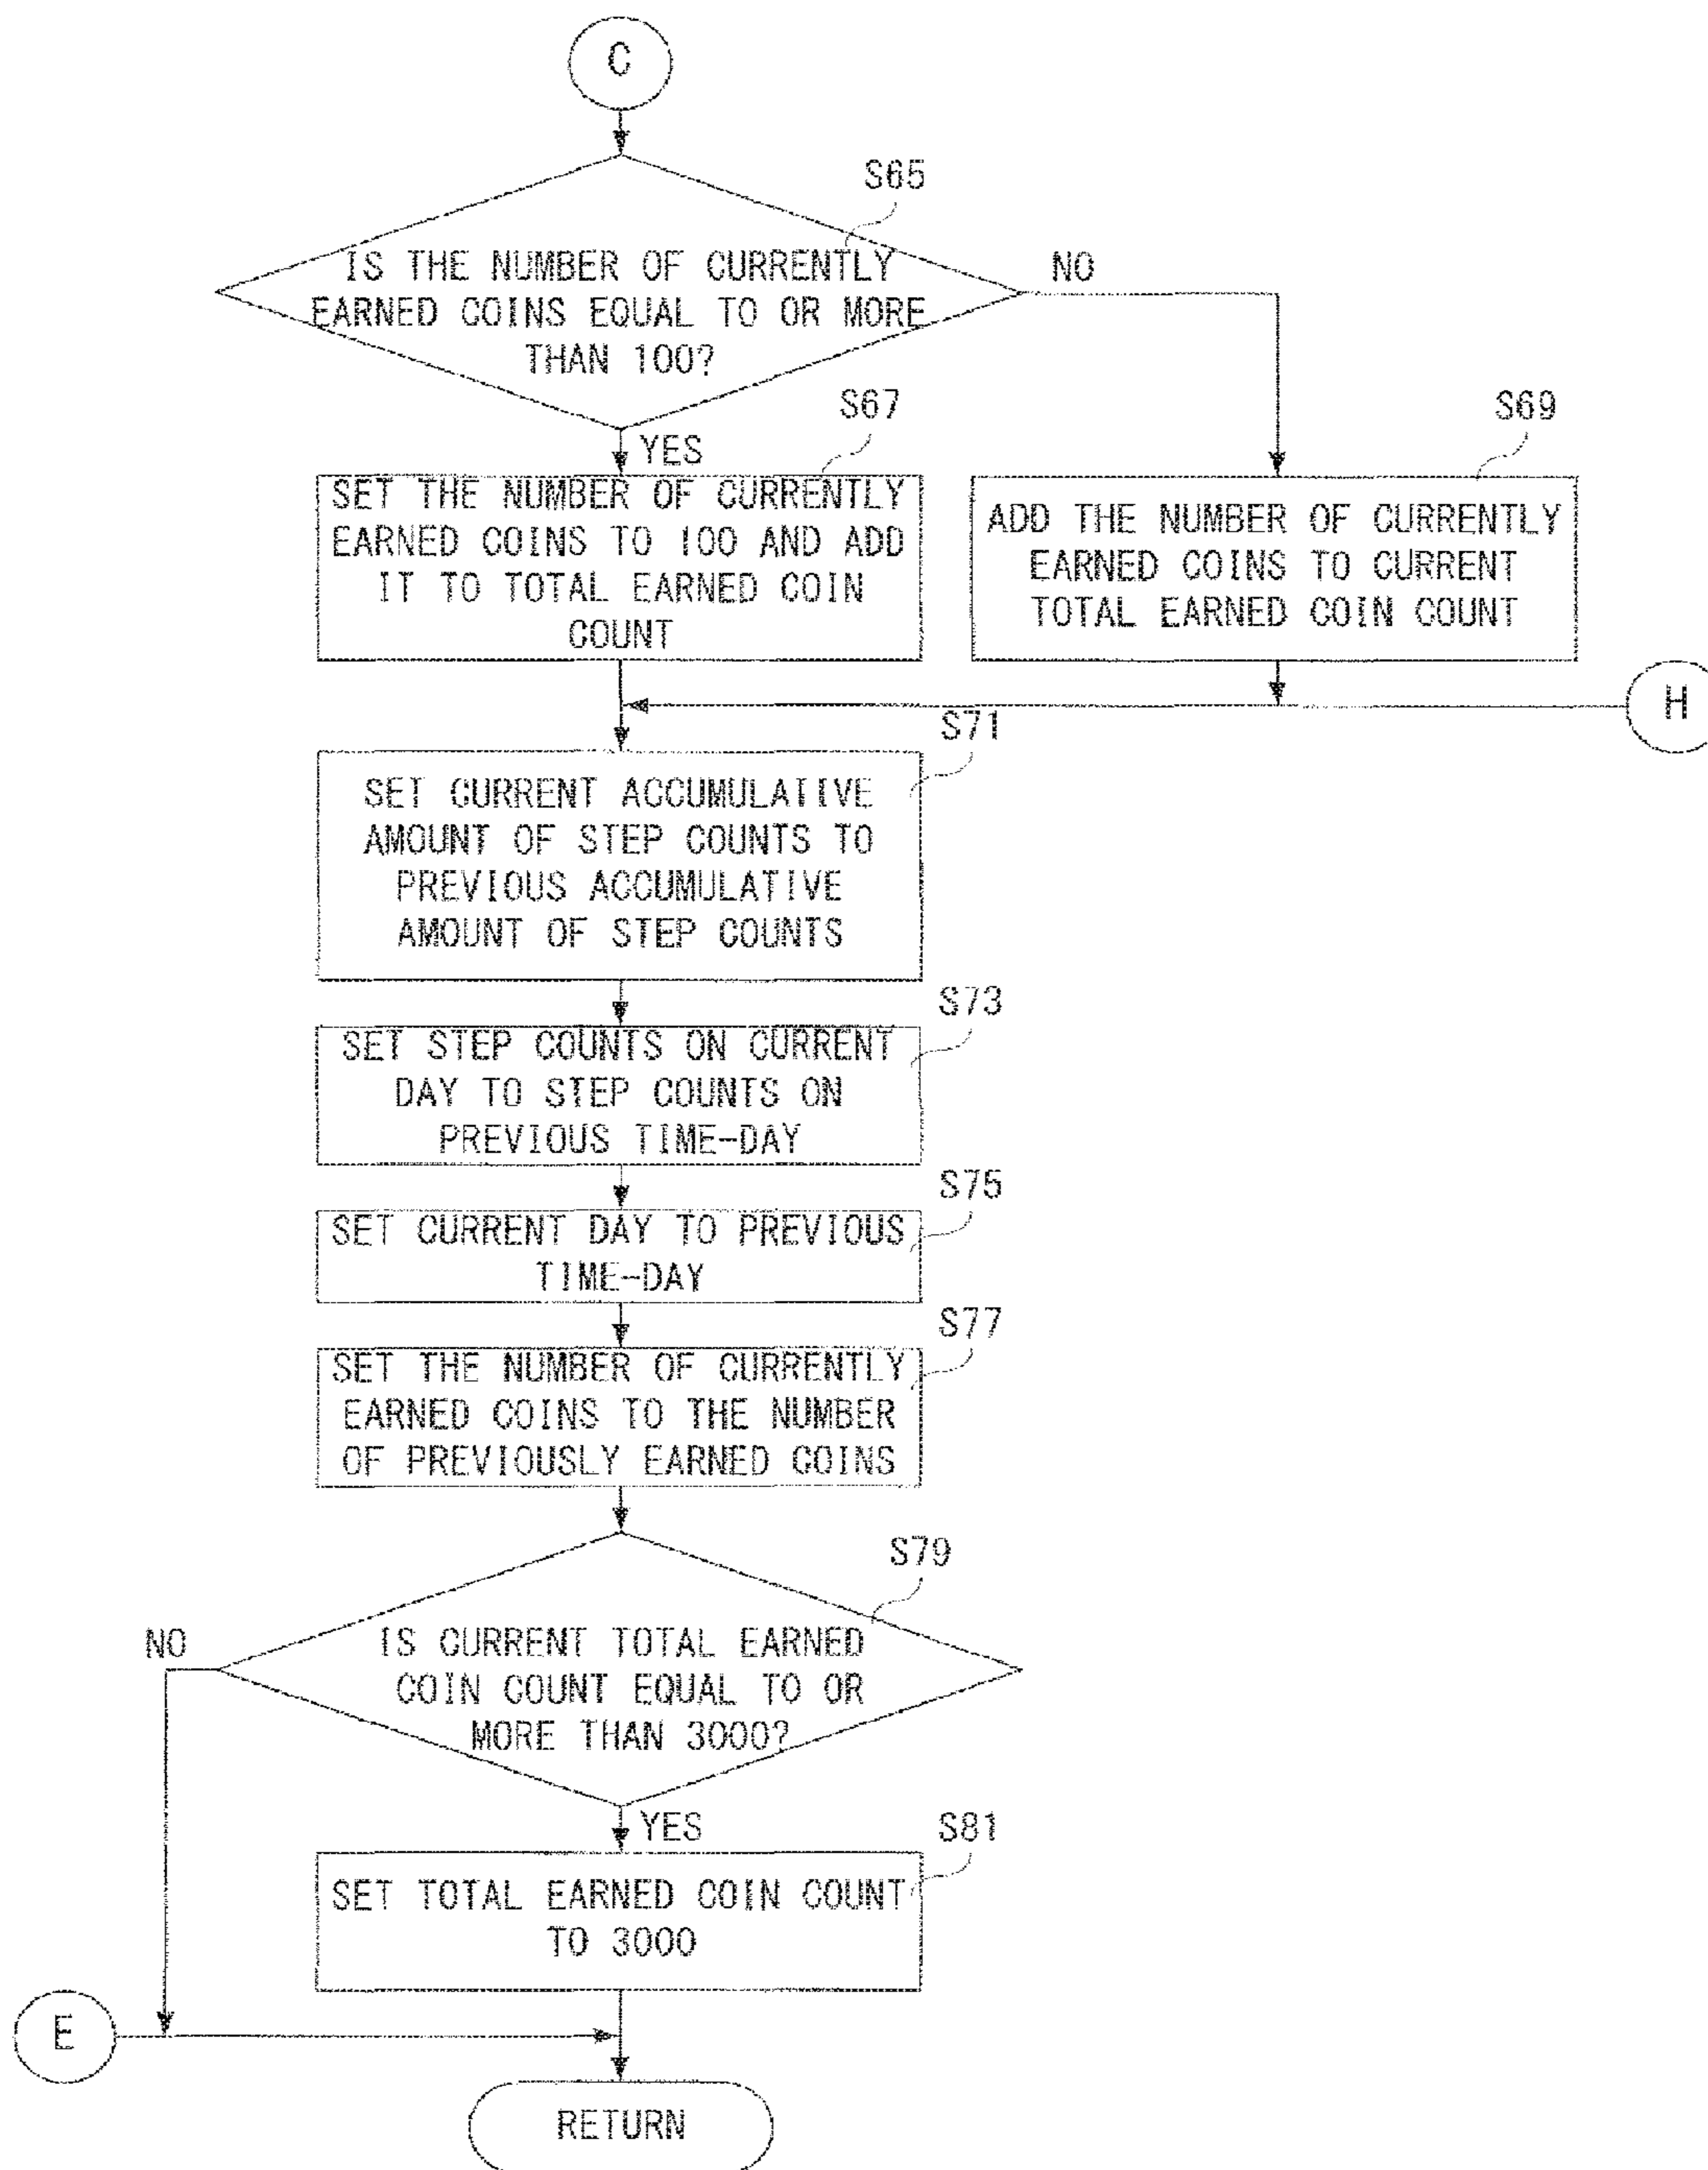 C
S65
IS THE NUMBER OF CURRENTLY
EARNED COINS EQUAL TO OR MORE
THAN 100?
NO
YES
S67
SET THE NUMBER OF CURRENTLY
EARNED COINS TO 100 AND ADD
IT TO TOTAL EARNED COIN
COUNT
S69
ADD THE NUMBER OF CURRENTLY
EARNED COINS TO CURRENT
TOTAL EARNED COIN COUNT
H
S71
SET CURRENT ACCUMULATIVE
AMOUNT OF STEP COUNTS TO
PREVIOUS ACCUMULATIVE
AMOUNT OF STEP COUNTS
S73
SET STEP COUNTS ON CURRENT
DAY TO STEP COUNTS ON
PREVIOUS TIME-DAY
S75
SET CURRENT DAY TO PREVIOUS
TIME-DAY
S77
SET THE NUMBER OF CURRENTLY
EARNED COINS TO THE NUMBER
OF PREVIOUSLY EARNED COINS
S79
IS CURRENT TOTAL EARNED
COIN COUNT EQUAL TO OR
MORE THAN 3000?
NO
YES
S81
SET TOTAL EARNED COIN COUNT
TO 3000
E
RETURN